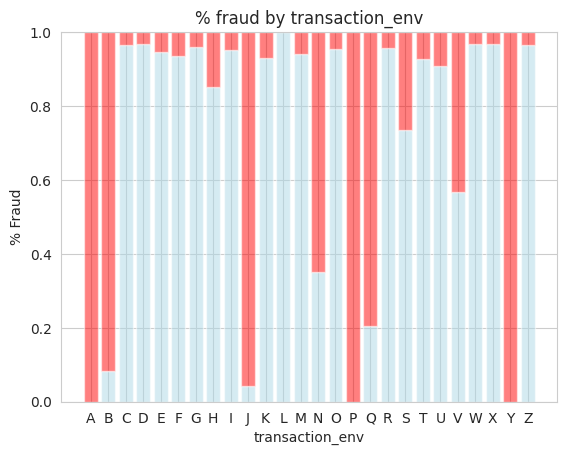 % fraud by transaction_env
1.0
0.8
0.6
0.4
0.2
0.0
% Fraud
A B C D E F G H I J K L M N O P Q R S T U V W X Y Z
transaction_env